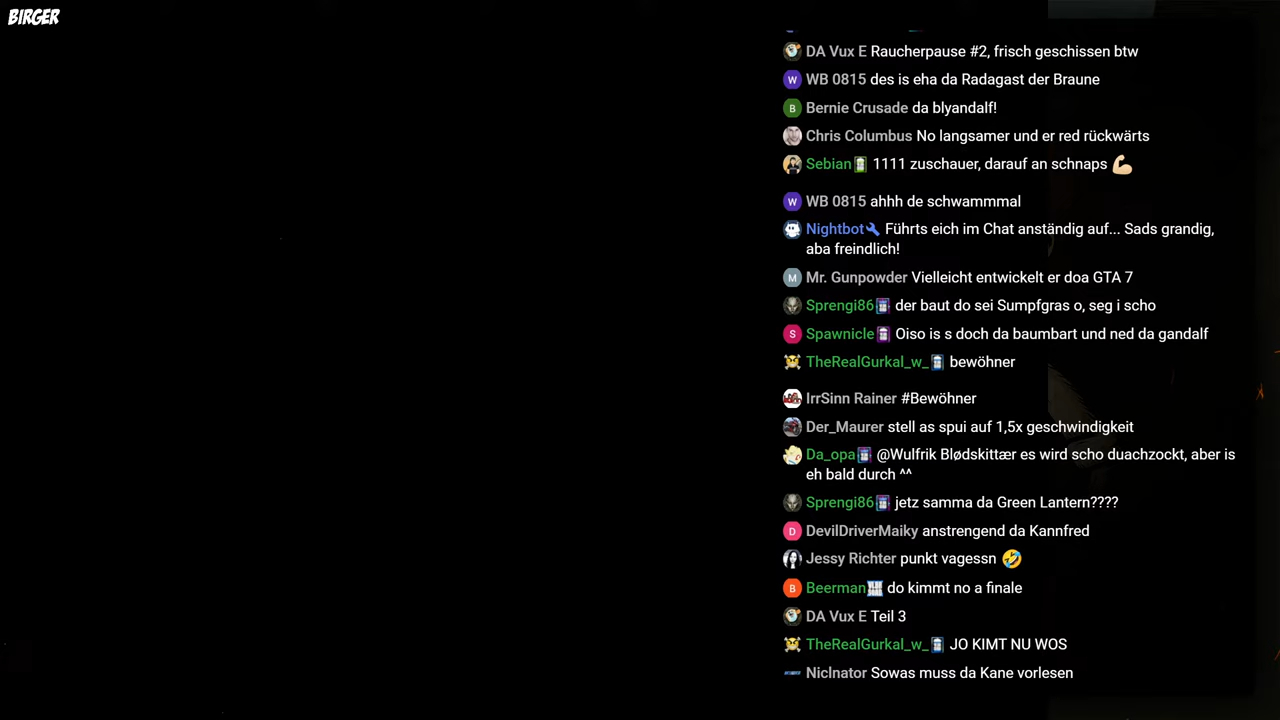 BIRGER
DA Vux E Raucherpause #2, frisch geschissen btw
WB 0815 des is eha da Radagast der Braune
Bernie Crusade da blyandalf!
Chris Columbus No langsamer und er red rückwärts
Sebian 1111 zuschauer, darauf an schnaps 💪🏻
WB 0815 ahhh de schwammmal
Nightbot Führts eich im Chat anständig auf... Sads grandig,
aba freindlich!
Mr. Gunpowder Vielleicht entwickelt er doa GTA 7
Sprengi86 der baut do sei Sumpfgras o, seg i scho
Spawnicle Oiso is s doch da baumbart und ned da gandalf
TheRealGurkal_w_ bewöhner
IrrSinn Rainer #Bewöhner
Der_Maurer stell as spui auf 1,5x geschwindigkeit
Da_opa @Wulfrik Blødskittær es wird scho duachzockt, aber is
eh bald durch ^^
Sprengi86 jetz samma da Green Lantern????
DevilDriverMaiky anstrengend da Kannfred
Jessy Richter punkt vagessn 🤣
Beerman do kimmt no a finale
DA Vux E Teil 3
TheRealGurkal_w_ JO KIMT NU WOS
Niclnator Sowas muss da Kane vorlesen